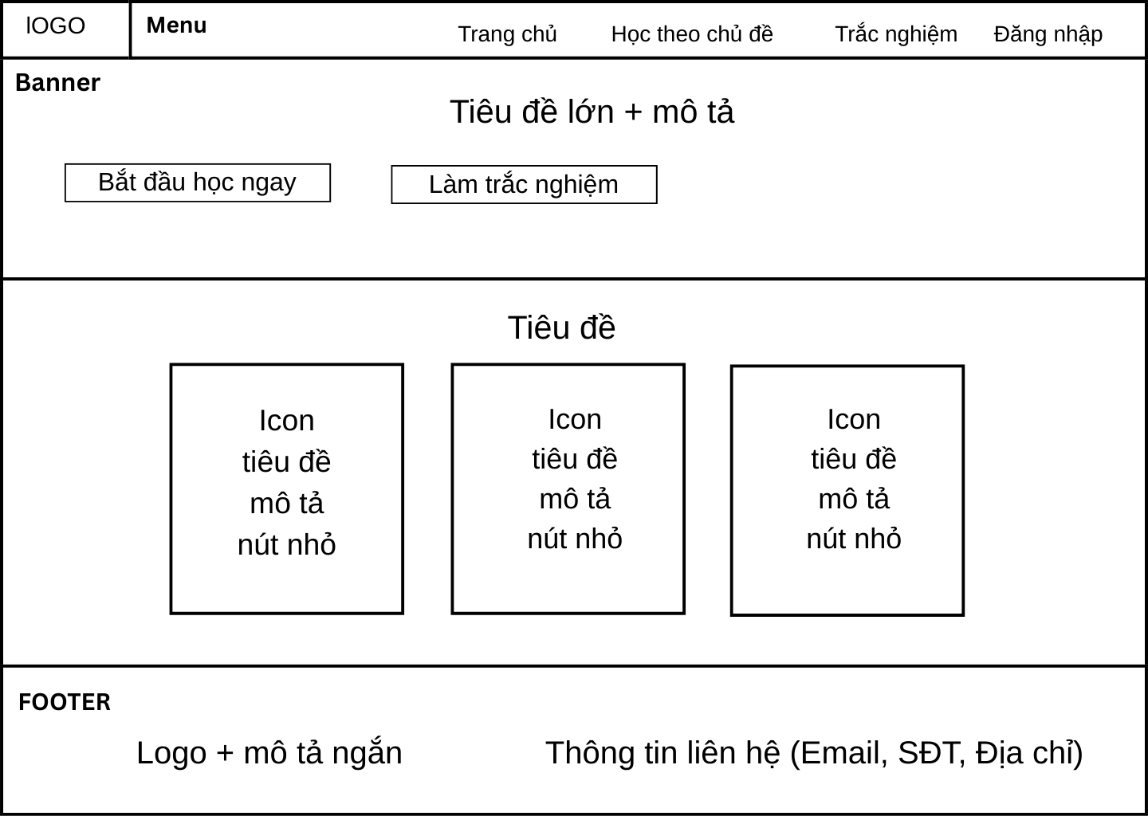 lOGO
Menu
Trang chủ
Học theo chủ đề
Trắc nghiệm
Đăng nhập
Banner
Tiêu đề lớn + mô tả
Bắt đầu học ngay
Làm trắc nghiệm
Tiêu đề
Icon
tiêu đề
mô tả
nút nhỏ
Icon
tiêu đề
mô tả
nút nhỏ
Icon
tiêu đề
mô tả
nút nhỏ
FOOTER
Logo + mô tả ngắn
Thông tin liên hệ (Email, SĐT, Địa chỉ)